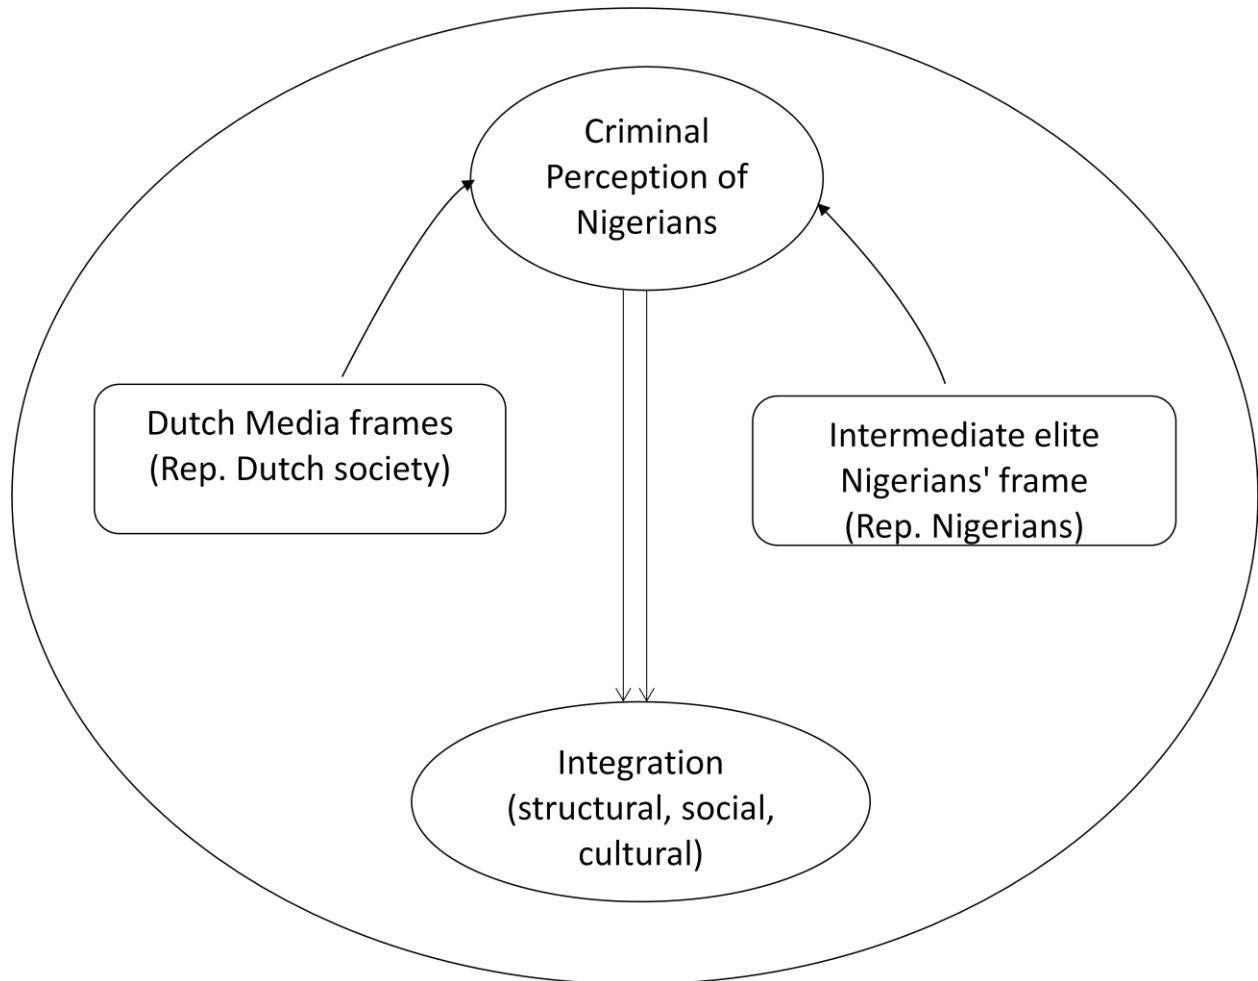 Criminal
Perception of
Nigerians
Dutch Media frames
(Rep. Dutch society)
Intermediate elite
Nigerians' frame
(Rep. Nigerians)
Integration
(structural, social,
cultural)